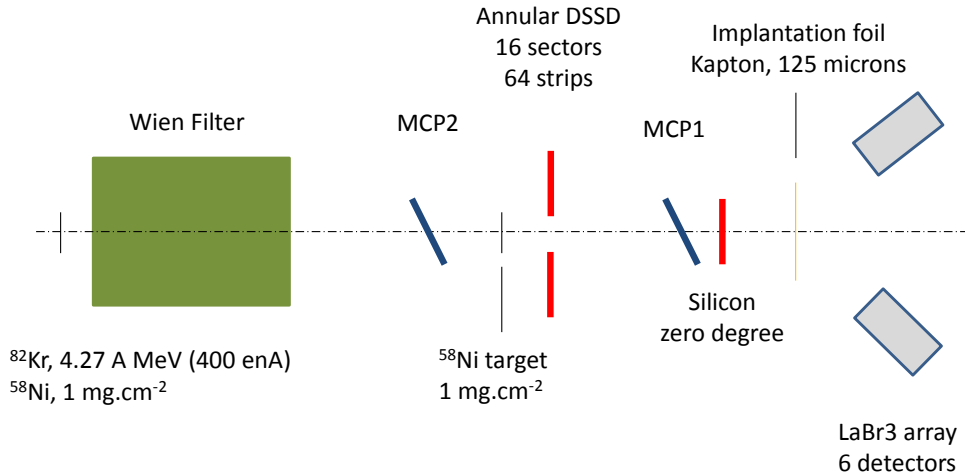 Annular DSSD
16 sectors
64 strips
Implantation foil
Kapton, 125 microns
Wien Filter
MCP2
MCP1
Silicon
zero degree
⁸²Kr, 4.27 A MeV (400 enA)
⁵⁸Ni, 1 mg.cm⁻²
⁵⁸Ni target
1 mg.cm⁻²
LaBr3 array
6 detectors